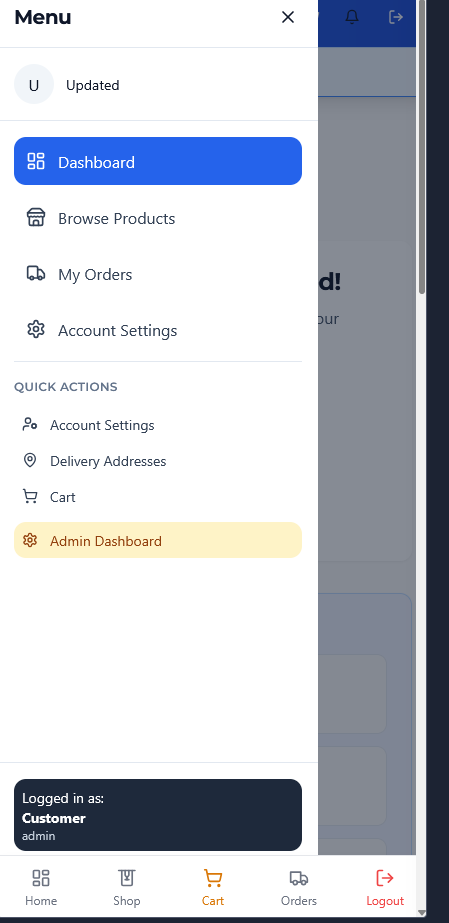 Menu
U
Updated
Dashboard
Browse Products
My Orders
Account Settings
QUICK ACTIONS
Account Settings
Delivery Addresses
Cart
Admin Dashboard
Logged in as:
Customer
admin
Home
Shop
Cart
Orders
Logout